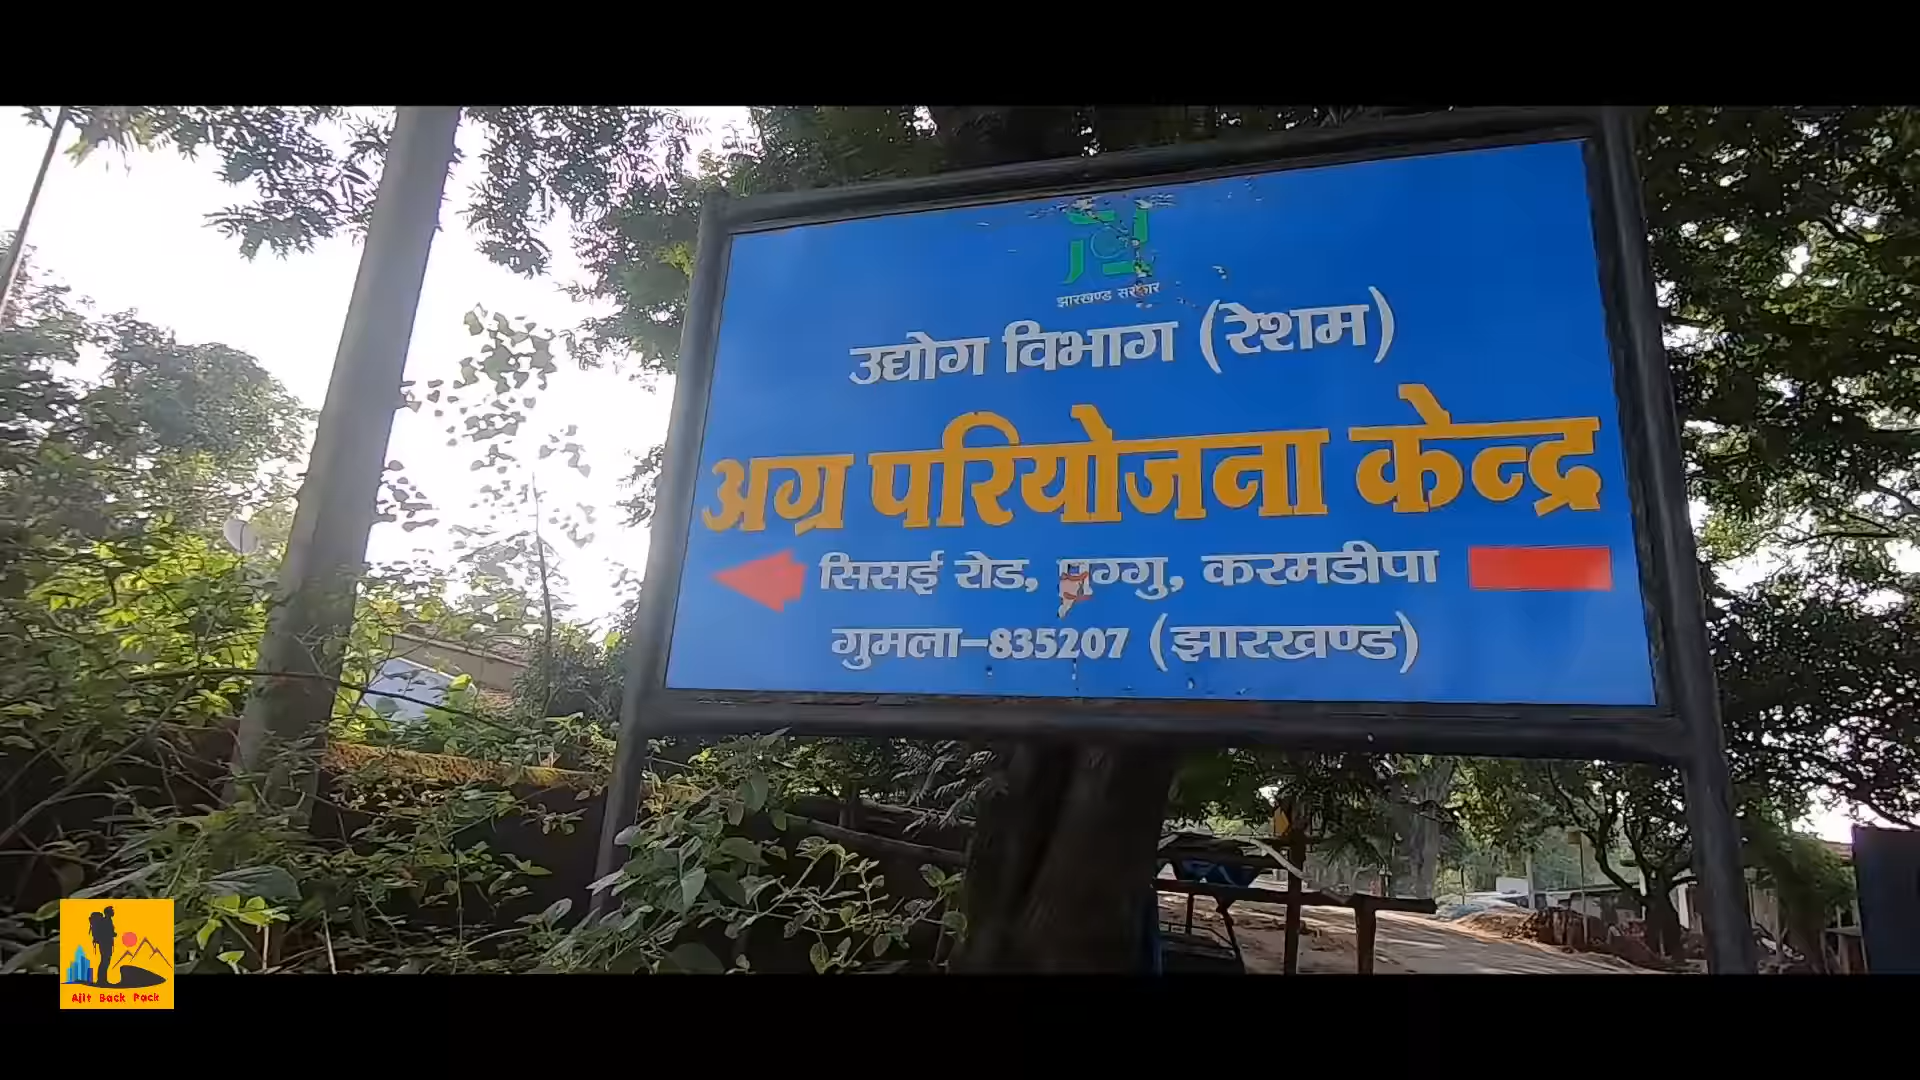 झारखण्ड सरकार
उद्योग विभाग (रेशम)
अग्र परियोजना केन्द्र
सिसई रोड, पुग्गु, करमडीपा
गुमला-835207 (झारखण्ड)
Ajit Back Pack